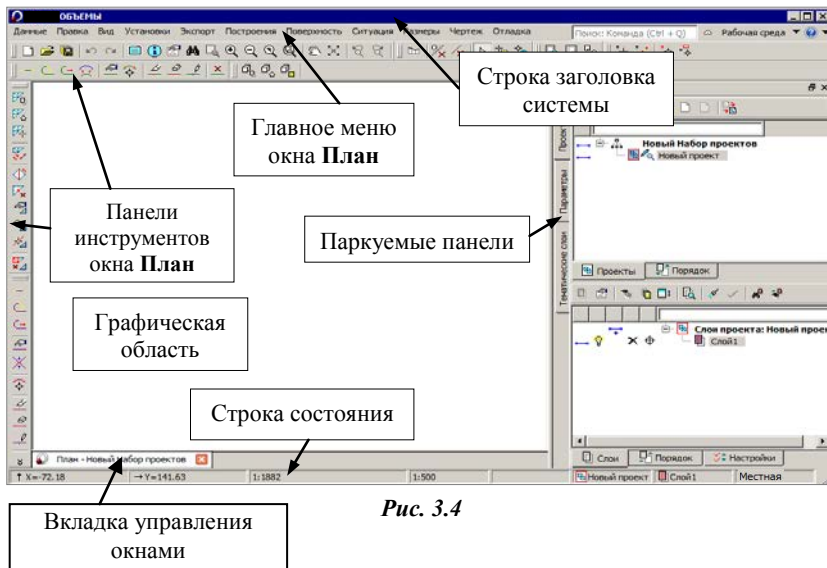 ОБЪЕМЫ
Данные Правка Вид Установки Экспорт Построения Поверхность Ситуация Размеры Чертеж Отладка
Поиск: Команда (Ctrl + Q) Рабочая среда
Строка заголовка
системы
Главное меню
окна План
Панели
инструментов
окна План
Паркуемые панели
Графическая
область
Строка состояния
Параметры
Тематические слои
Новый Набор проектов
Новый проект
Проекты Порядок
Слои проекта: Новый
Слой1
Слои Порядок Настройки
План - Новый Набор проектов
X=-72.18 Y=141.63 1:1882 1:500 Новый проект Слой1 Местная
Вкладка управления
окнами
Рис. 3.4